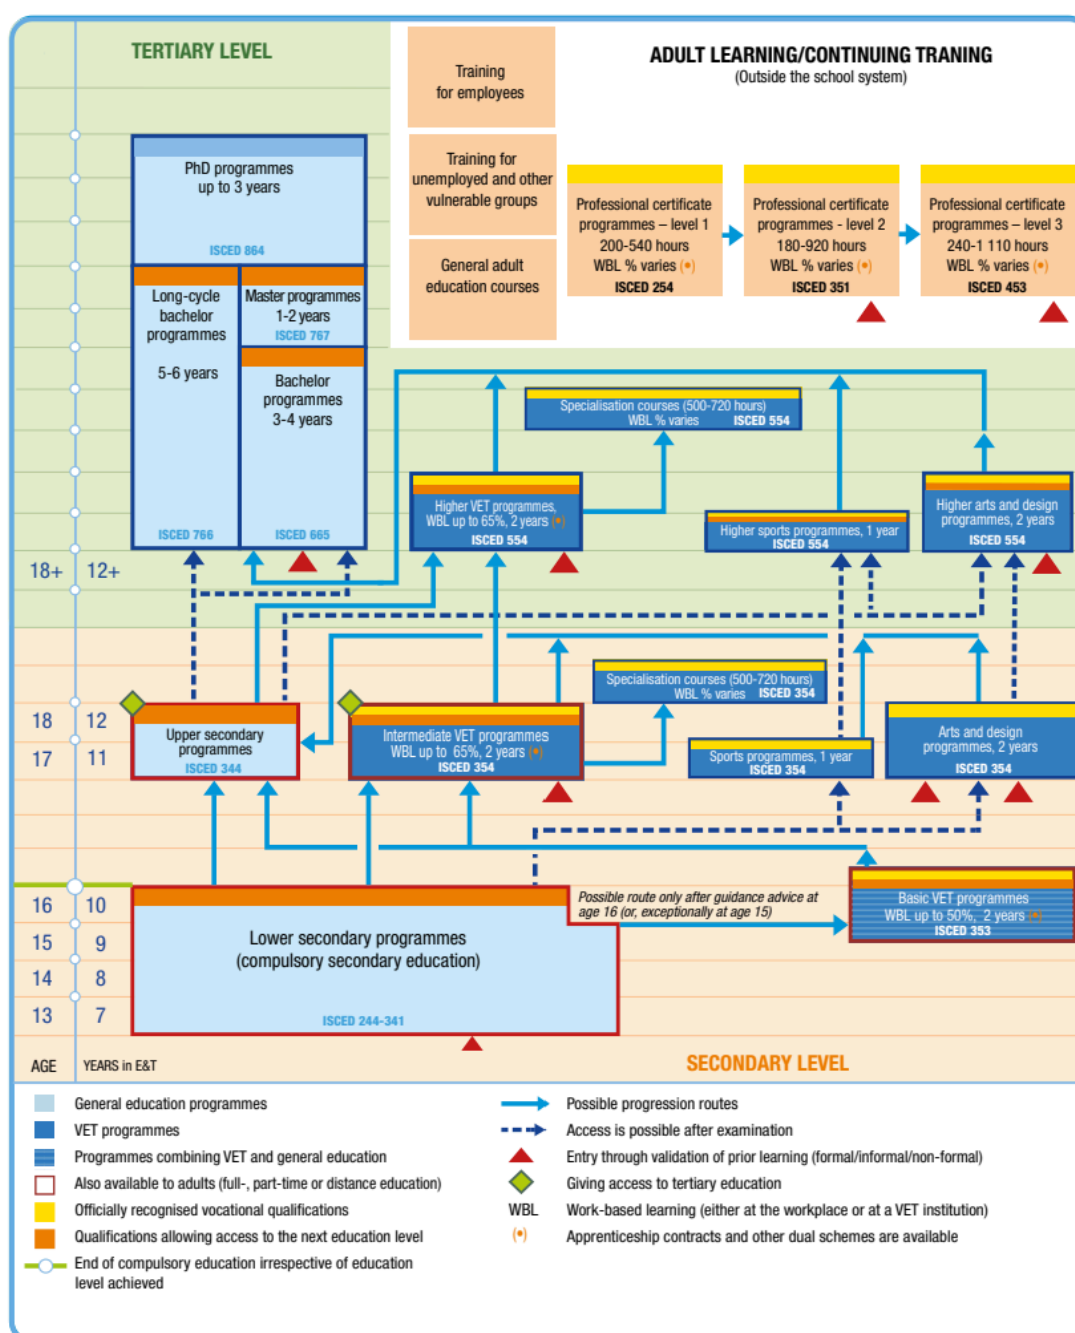 TERTIARY LEVEL
ADULT LEARNING/CONTINUING TRANING
(Outside the school system)
Training
for employees
Training for
unemployed and other
vulnerable groups
General adult
education courses
Professional certificate
programmes – level 1
200-540 hours
WBL % varies (•)
ISCED 254
Professional certificate
programmes - level 2
180-920 hours
WBL % varies (•)
ISCED 351
Professional certificate
programmes – level 3
240-1 110 hours
WBL % varies (•)
ISCED 453
PhD programmes
up to 3 years
ISCED 864
Long-cycle
bachelor
programmes
5-6 years
ISCED 766
Master programmes
1-2 years
ISCED 767
Bachelor
programmes
3-4 years
ISCED 665
Specialisation courses (500-720 hours)
WBL % varies ISCED 554
Higher VET programmes,
WBL up to 65%, 2 years (•)
ISCED 554
Higher sports programmes, 1 year
ISCED 554
Higher arts and design
programmes, 2 years
ISCED 554
18+ 12+
Specialisation courses (500-720 hours)
WBL % varies ISCED 354
18 12
17 11
Upper secondary
programmes
ISCED 344
Intermediate VET programmes
WBL up to 65%, 2 years (•)
ISCED 354
Sports programmes, 1 year
ISCED 354
Arts and design
programmes, 2 years
ISCED 354
16 10
15 9
14 8
13 7
Possible route only after guidance advice at
age 16 (or, exceptionally at age 15)
Basic VET programmes
WBL up to 50%, 2 years (•)
ISCED 353
Lower secondary programmes
(compulsory secondary education)
ISCED 244-341
AGE YEARS in E&T
SECONDARY LEVEL
General education programmes
VET programmes
Programmes combining VET and general education
Also available to adults (full-, part-time or distance education)
Officially recognised vocational qualifications
Qualifications allowing access to the next education level
End of compulsory education irrespective of education
level achieved
Possible progression routes
Access is possible after examination
Entry through validation of prior learning (formal/informal/non-formal)
Giving access to tertiary education
WBL Work-based learning (either at the workplace or at a VET institution)
(•) Apprenticeship contracts and other dual schemes are available